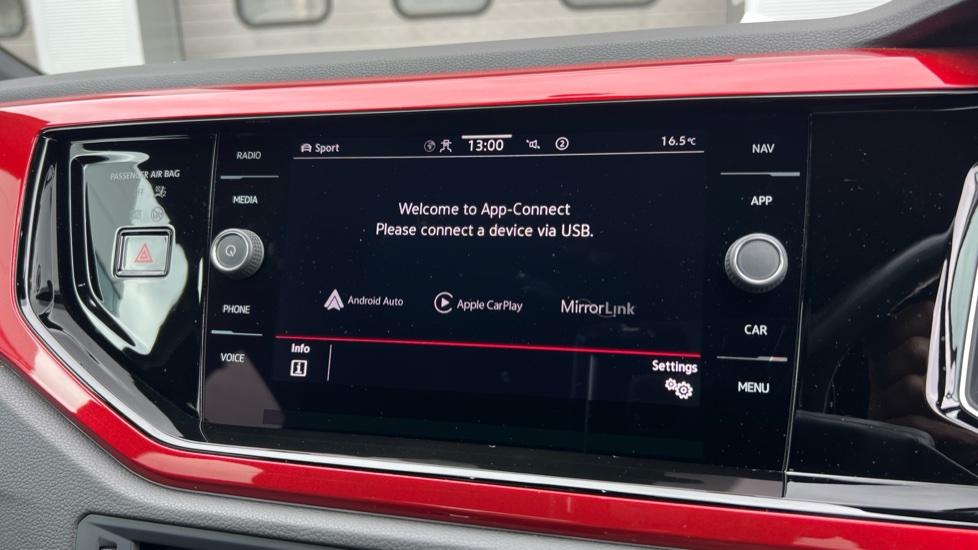 PASSENGER AIR BAG
RADIO
MEDIA
PHONE
VOICE
Sport
13:00
2
16.5°C
Welcome to App-Connect
Please connect a device via USB.
Android Auto
Apple CarPlay
MirrorLink
Info
Settings
NAV
APP
CAR
MENU